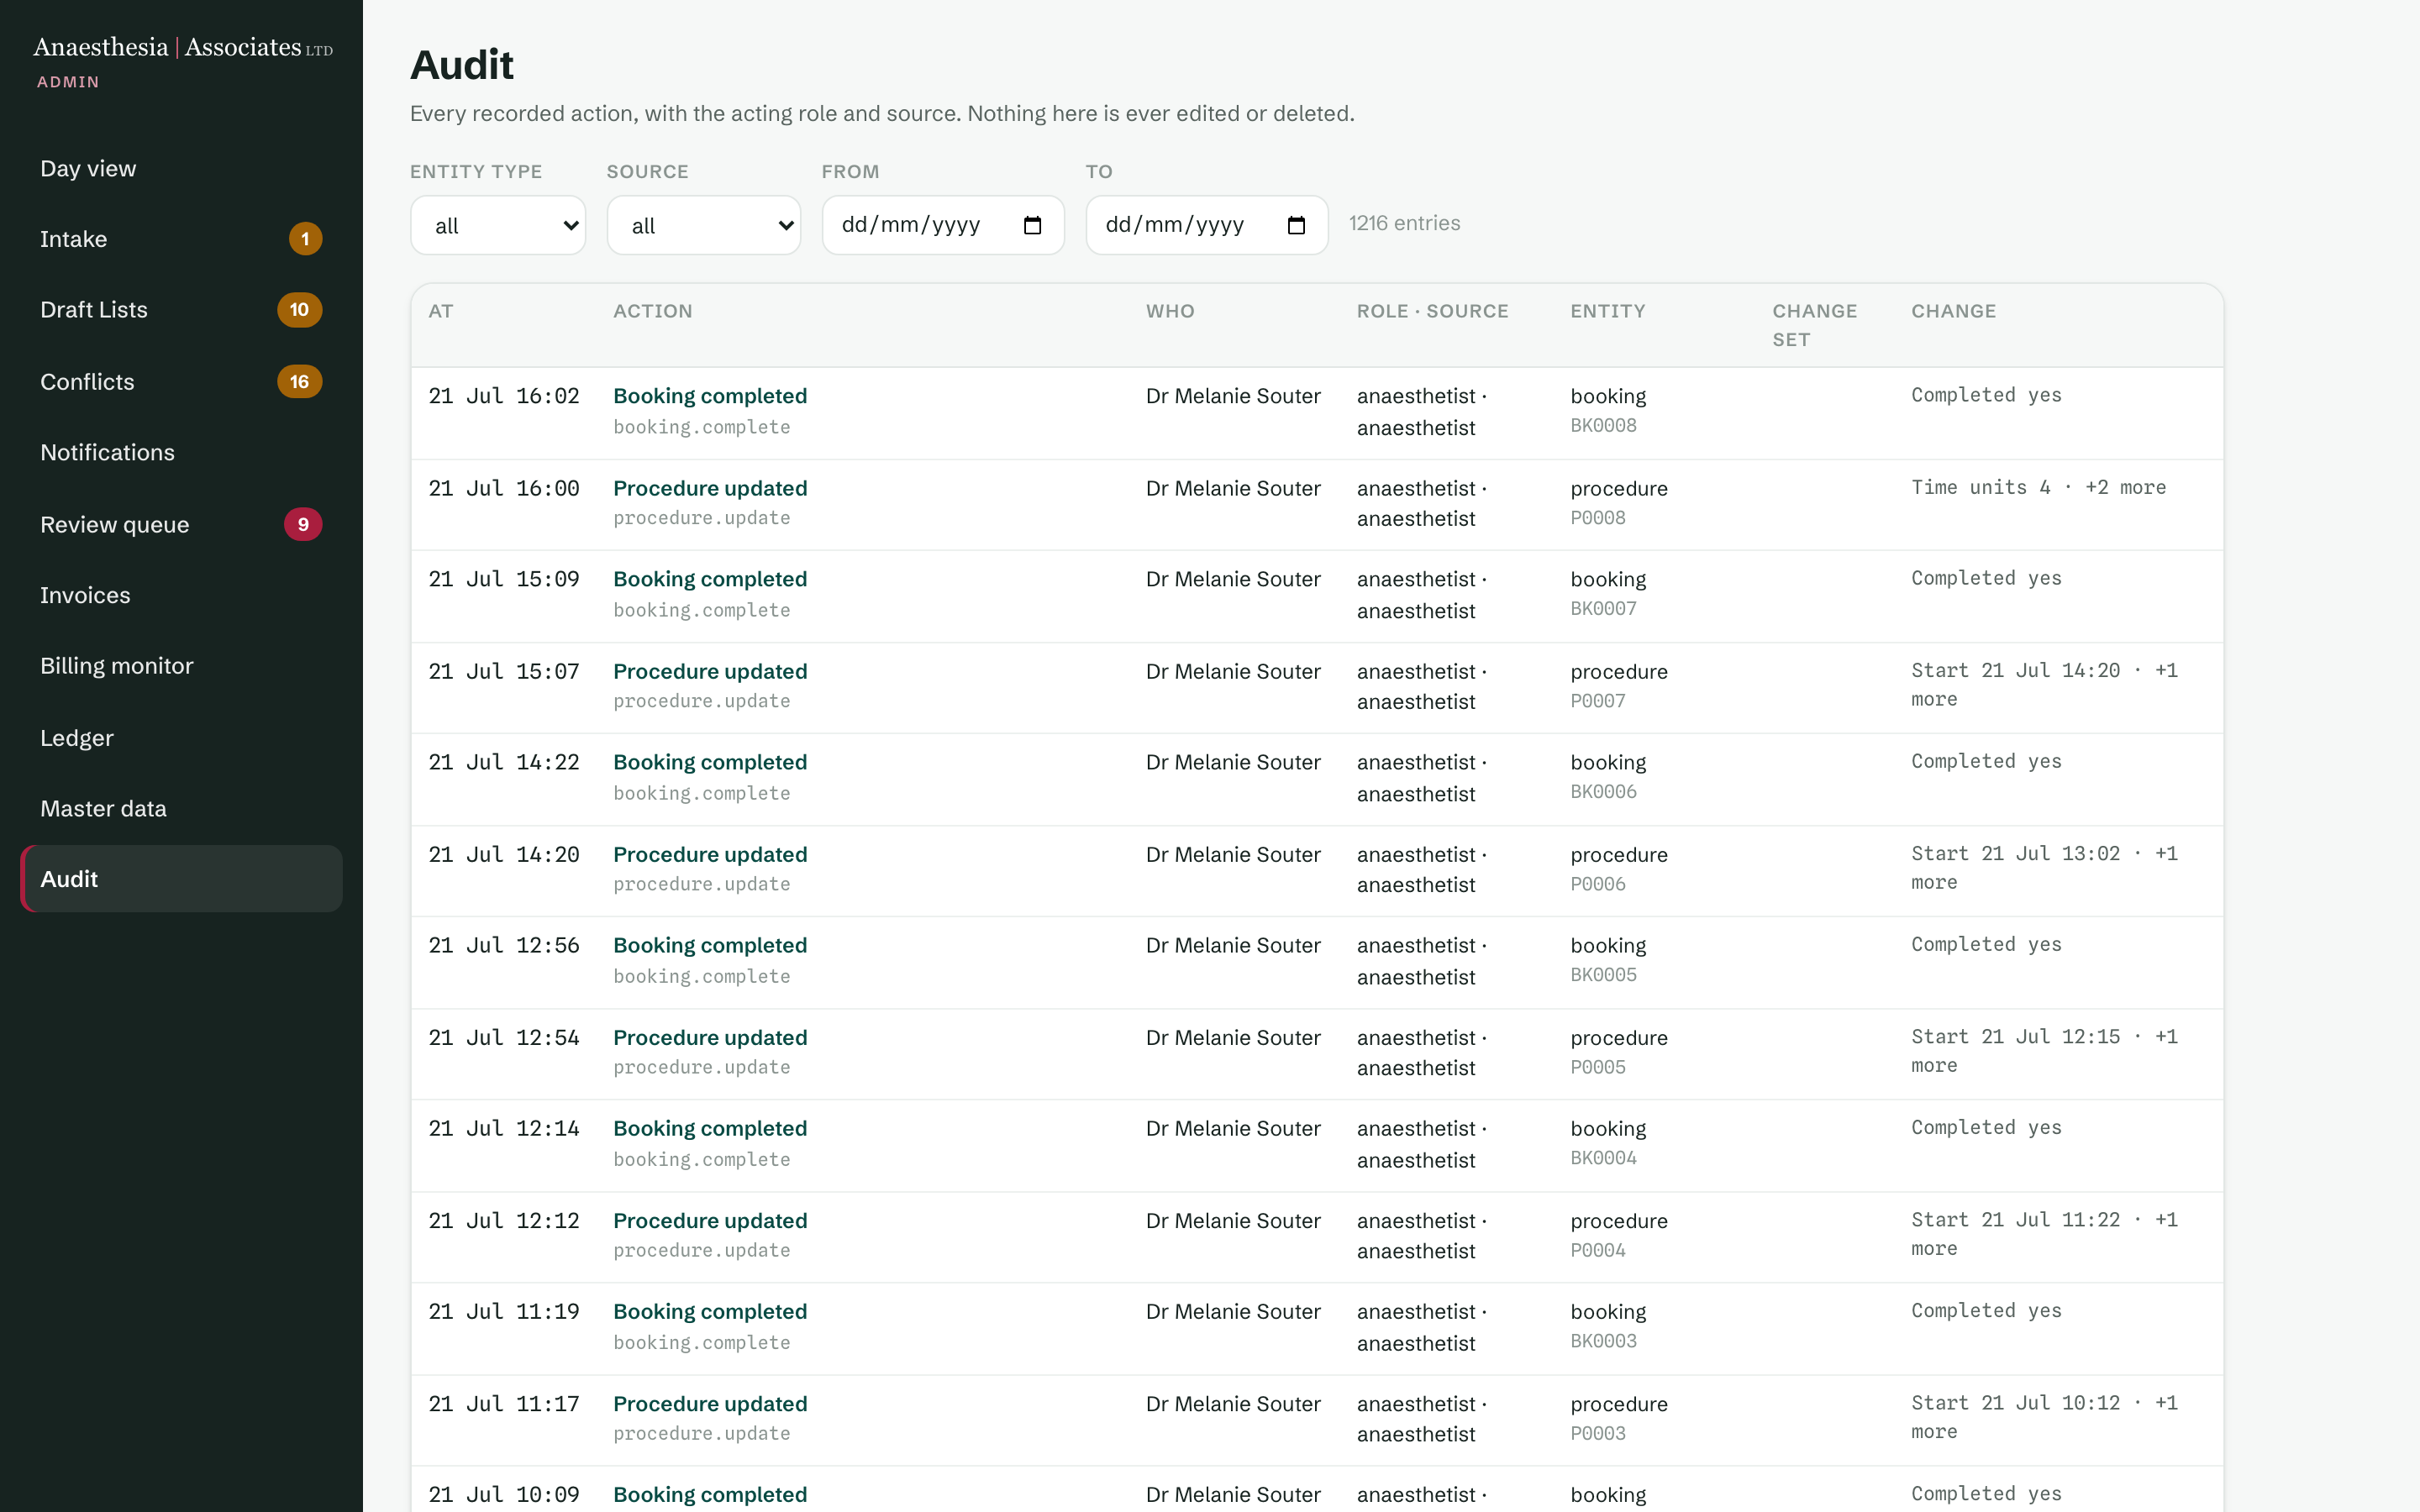 Anaesthesia | Associates LTD
ADMIN
Day view
Intake 1
Draft Lists 10
Conflicts 16
Notifications
Review queue 9
Invoices
Billing monitor
Ledger
Master data
Audit
Audit
Every recorded action, with the acting role and source. Nothing here is ever edited or deleted.
ENTITY TYPE SOURCE FROM TO
all all dd/mm/yyyy dd/mm/yyyy 1216 entries
AT ACTION WHO ROLE · SOURCE ENTITY CHANGE CHANGE
SET
21 Jul 16:02 Booking completed Dr Melanie Souter anaesthetist · booking Completed yes
booking.complete anaesthetist BK0008
21 Jul 16:00 Procedure updated Dr Melanie Souter anaesthetist · procedure Time units 4 · +2 more
procedure.update anaesthetist P0008
21 Jul 15:09 Booking completed Dr Melanie Souter anaesthetist · booking Completed yes
booking.complete anaesthetist BK0007
21 Jul 15:07 Procedure updated Dr Melanie Souter anaesthetist · procedure Start 21 Jul 14:20 · +1
procedure.update anaesthetist P0007 more
21 Jul 14:22 Booking completed Dr Melanie Souter anaesthetist · booking Completed yes
booking.complete anaesthetist BK0006
21 Jul 14:20 Procedure updated Dr Melanie Souter anaesthetist · procedure Start 21 Jul 13:02 · +1
procedure.update anaesthetist P0006 more
21 Jul 12:56 Booking completed Dr Melanie Souter anaesthetist · booking Completed yes
booking.complete anaesthetist BK0005
21 Jul 12:54 Procedure updated Dr Melanie Souter anaesthetist · procedure Start 21 Jul 12:15 · +1
procedure.update anaesthetist P0005 more
21 Jul 12:14 Booking completed Dr Melanie Souter anaesthetist · booking Completed yes
booking.complete anaesthetist BK0004
21 Jul 12:12 Procedure updated Dr Melanie Souter anaesthetist · procedure Start 21 Jul 11:22 · +1
procedure.update anaesthetist P0004 more
21 Jul 11:19 Booking completed Dr Melanie Souter anaesthetist · booking Completed yes
booking.complete anaesthetist BK0003
21 Jul 11:17 Procedure updated Dr Melanie Souter anaesthetist · procedure Start 21 Jul 10:12 · +1
procedure.update anaesthetist P0003 more
21 Jul 10:09 Booking completed Dr Melanie Souter anaesthetist · booking Completed yes